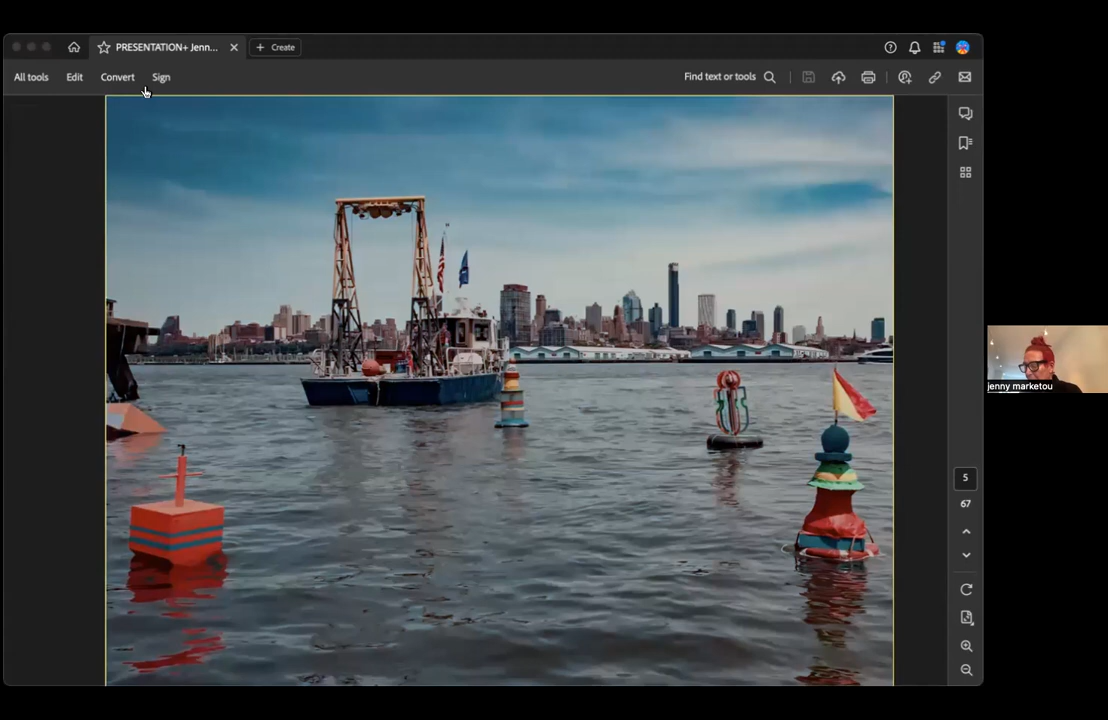 PRESENTATION+ Jenn...
Create
All tools
Edit
Convert
Sign
Find text or tools
5
67
jenny marketou